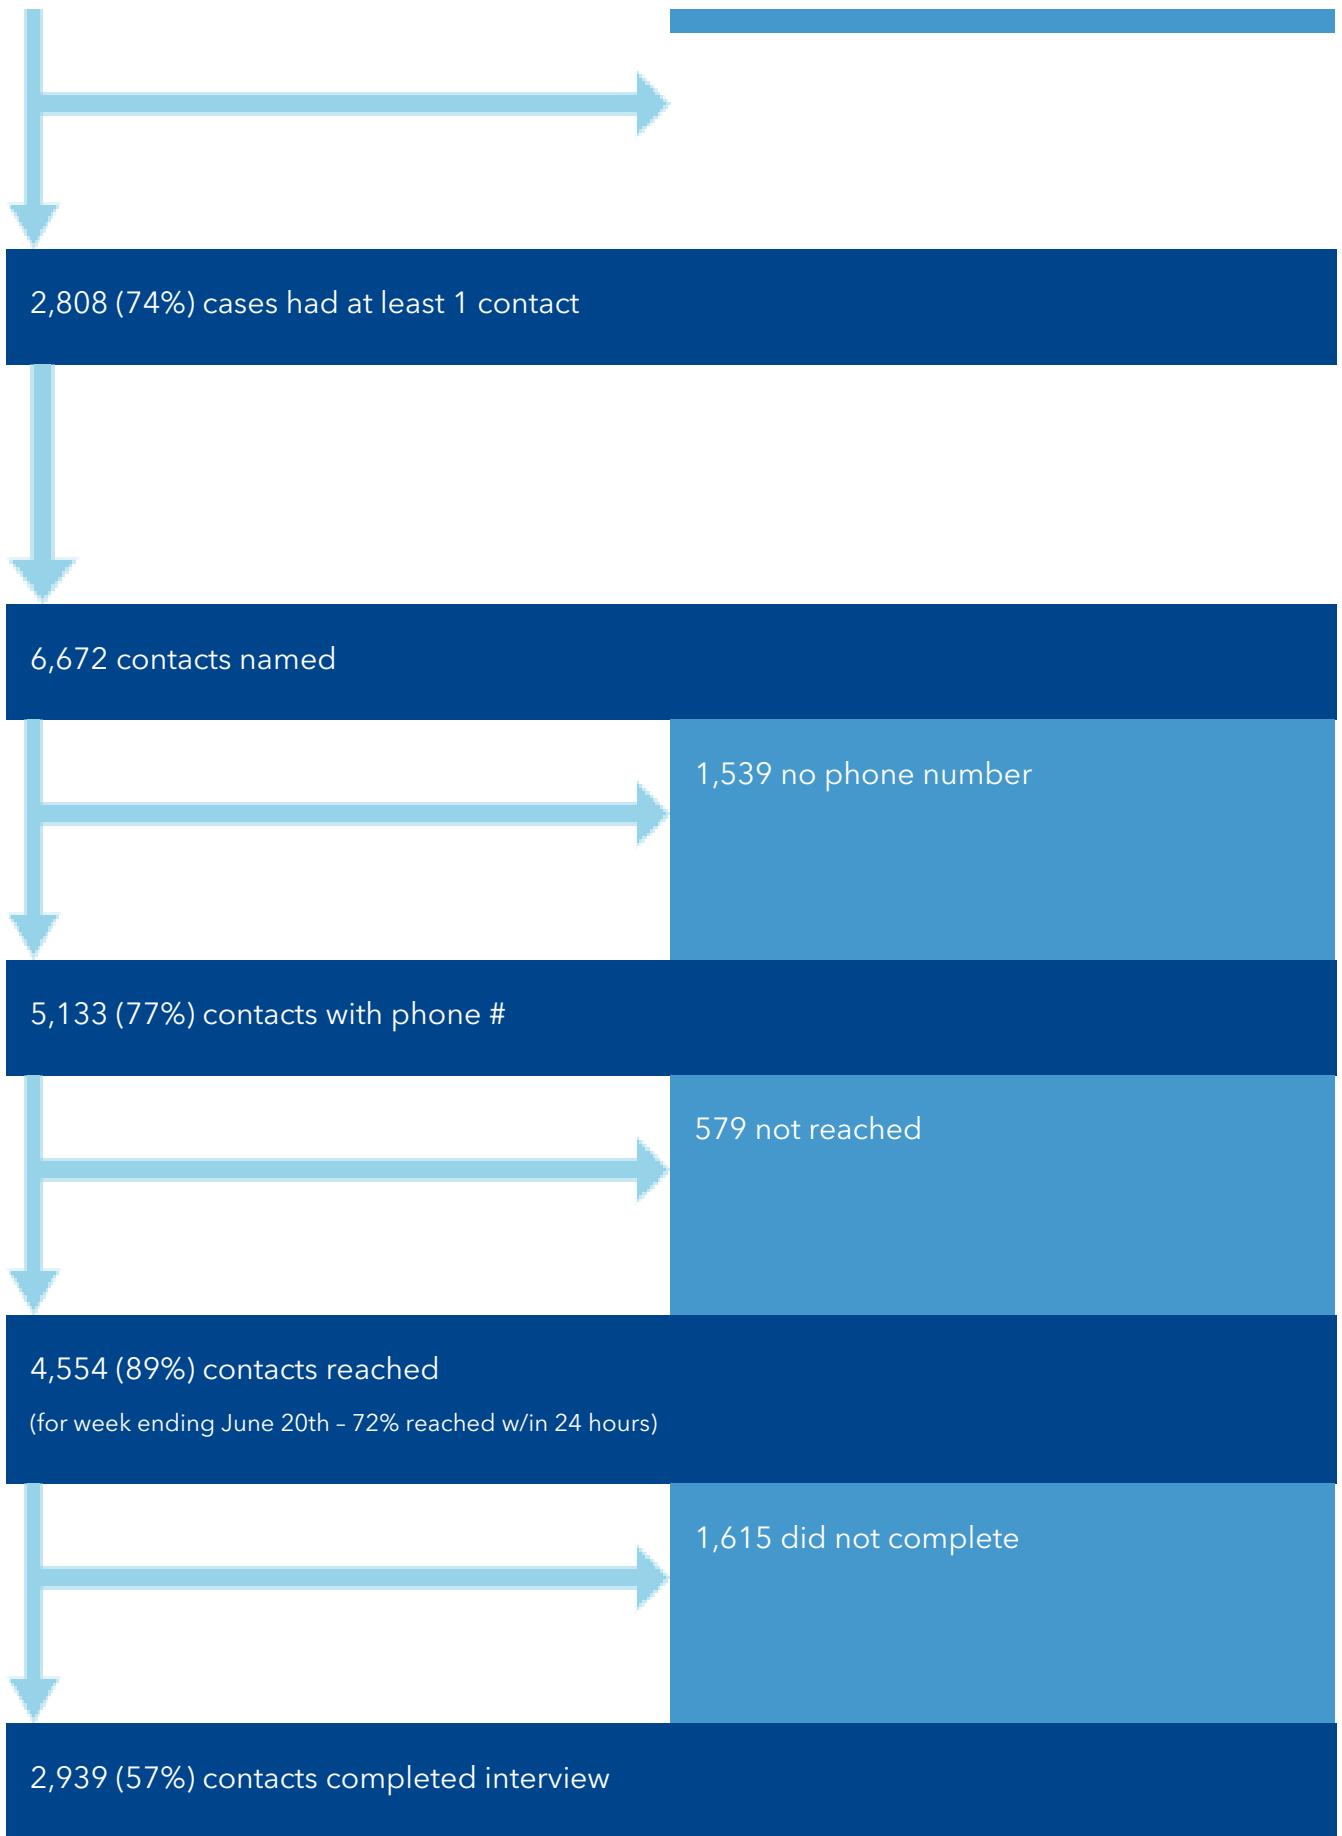 2,808 (74%) cases had at least 1 contact
6,672 contacts named
1,539 no phone number
5,133 (77%) contacts with phone #
579 not reached
4,554 (89%) contacts reached
(for week ending June 20th – 72% reached w/in 24 hours)
1,615 did not complete
2,939 (57%) contacts completed interview